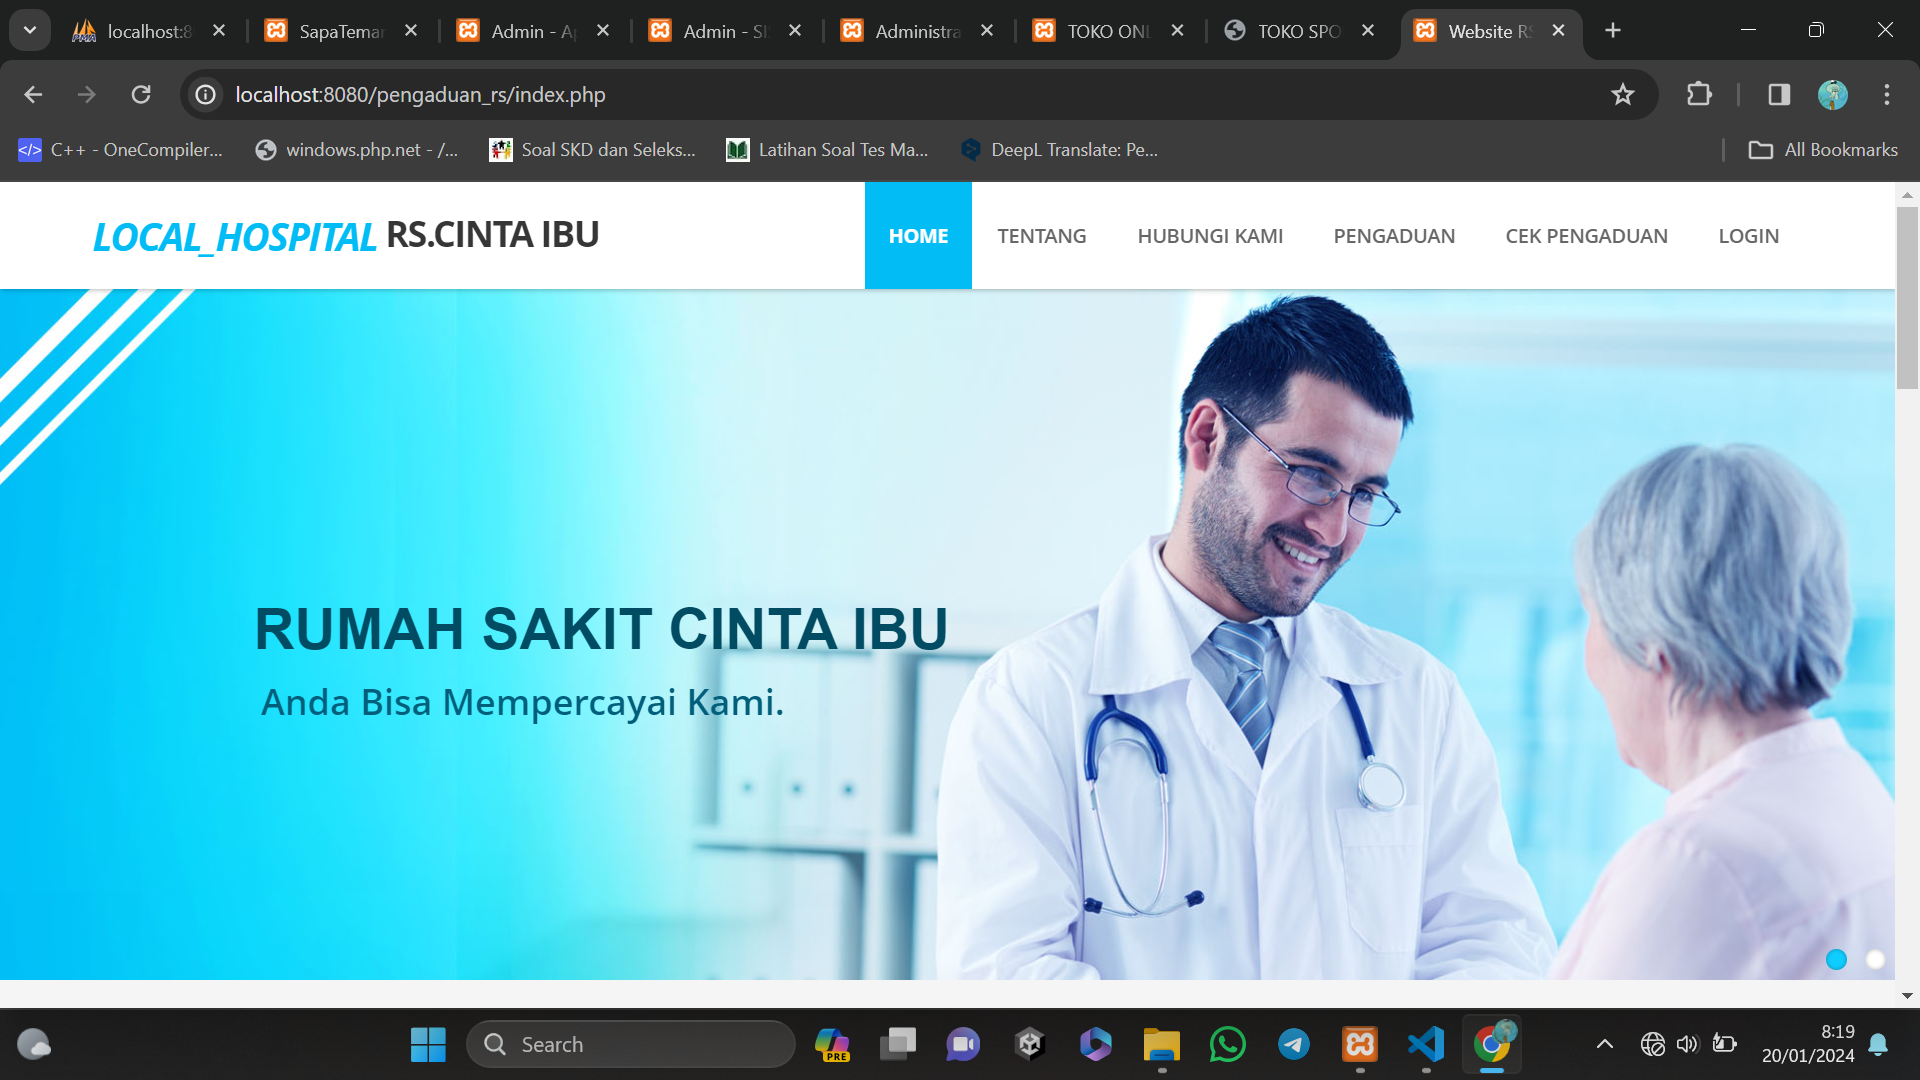 localhost:8
SapaTemar
Admin - Ap
Admin - SI
Administra
TOKO ONL
TOKO SPO
Website RS
localhost:8080/pengaduan_rs/index.php
C++ - OneCompiler...
windows.php.net - /...
Soal SKD dan Seleks...
Latihan Soal Tes Ma...
DeepL Translate: Pe...
All Bookmarks
LOCAL_HOSPITAL RS.CINTA IBU
HOME
TENTANG
HUBUNGI KAMI
PENGADUAN
CEK PENGADUAN
LOGIN
RUMAH SAKIT CINTA IBU
Anda Bisa Mempercayai Kami.
Search
PRE
8:19
20/01/2024